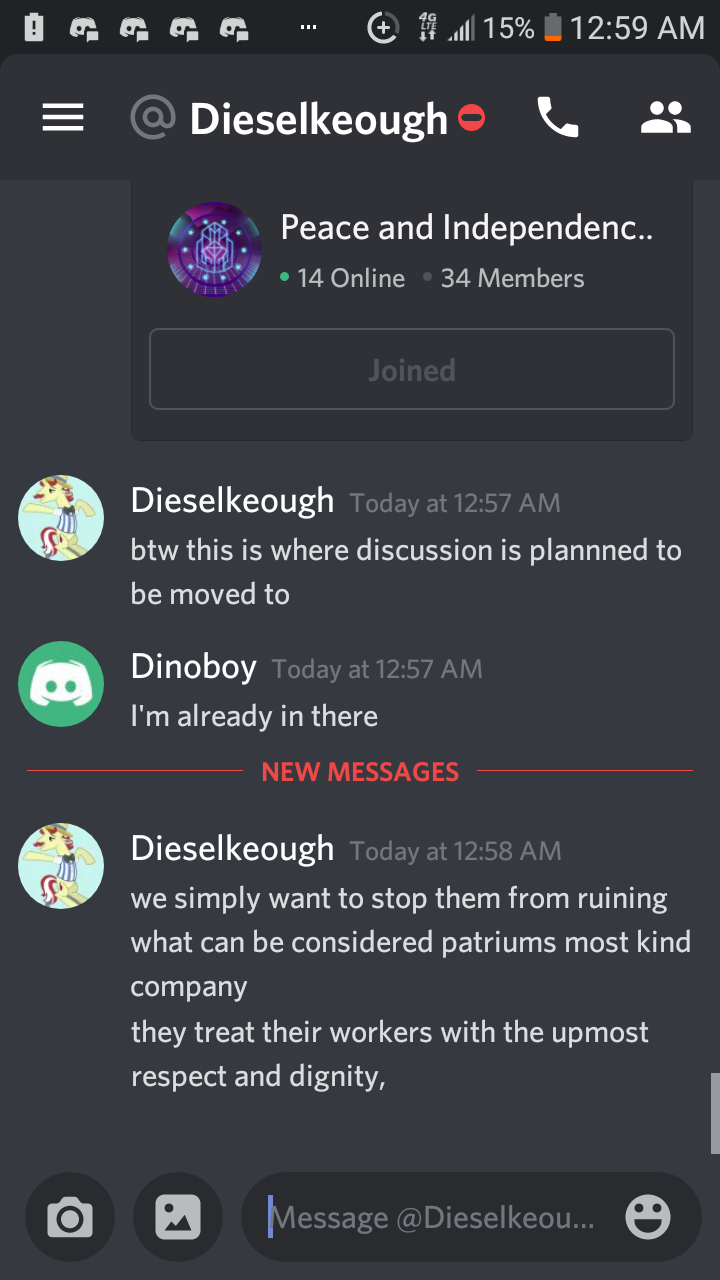 ... 4G LTE 15% 12:59 AM
@ Dieselkeough
Peace and Independenc..
14 Online 34 Members
Joined
Dieselkeough Today at 12:57 AM
btw this is where discussion is plannned to
be moved to
Dinoboy Today at 12:57 AM
I'm already in there
NEW MESSAGES
Dieselkeough Today at 12:58 AM
we simply want to stop them from ruining
what can be considered patriums most kind
company
they treat their workers with the upmost
respect and dignity,
Message @Dieselkeou...